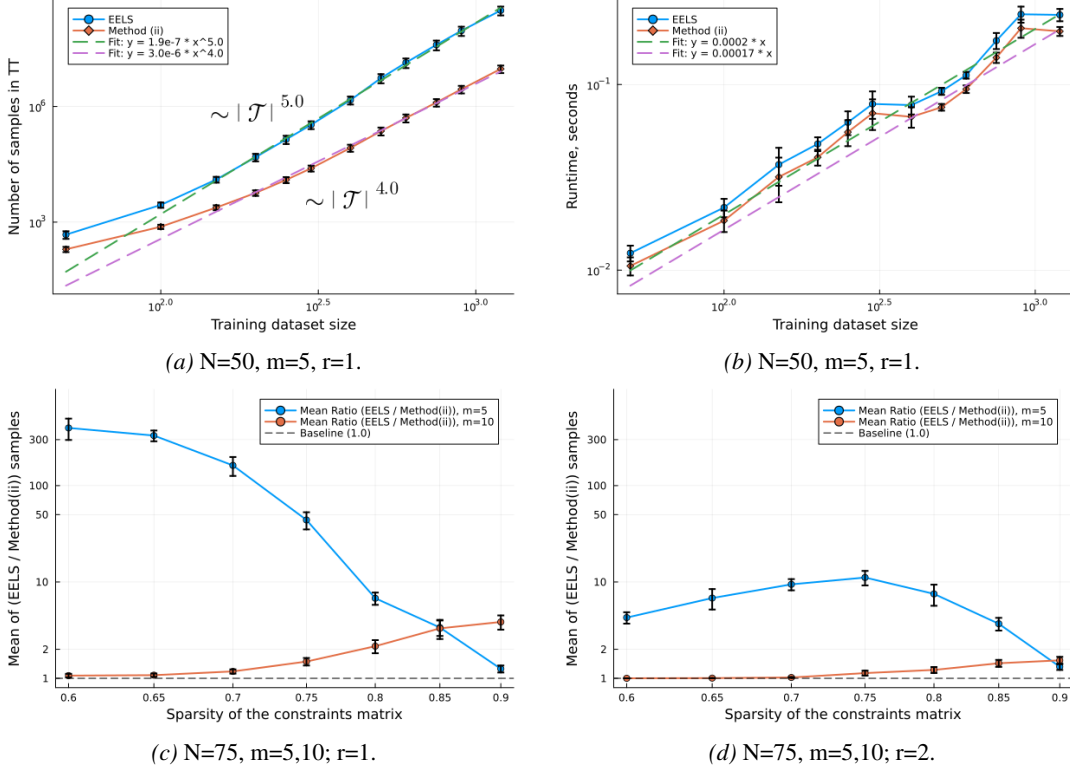 EELS
Method (ii)
Fit: y = 1.9e-7 * x^5.0
Fit: y = 3.0e-6 * x^4.0
Number of samples in TT
10^6
10^3
~ |𝒯|^5.0
~ |𝒯|^4.0
10^2.0
10^2.5
10^3.0
Training dataset size
(a) N=50, m=5, r=1.
EELS
Method (ii)
Fit: y = 0.0002 * x
Fit: y = 0.00017 * x
Runtime, seconds
10^-1
10^-2
10^2.0
10^2.5
10^3.0
Training dataset size
(b) N=50, m=5, r=1.
Mean Ratio (EELS / Method(ii)), m=5
Mean Ratio (EELS / Method(ii)), m=10
Baseline (1.0)
Mean of (EELS / Method(ii)) samples
300
100
50
10
2
1
0.6
0.65
0.7
0.75
0.8
0.85
0.9
Sparsity of the constraints matrix
(c) N=75, m=5,10; r=1.
Mean Ratio (EELS / Method(ii)), m=5
Mean Ratio (EELS / Method(ii)), m=10
Baseline (1.0)
Mean of (EELS / Method(ii)) samples
300
100
50
10
2
1
0.6
0.65
0.7
0.75
0.8
0.85
0.9
Sparsity of the constraints matrix
(d) N=75, m=5,10; r=2.